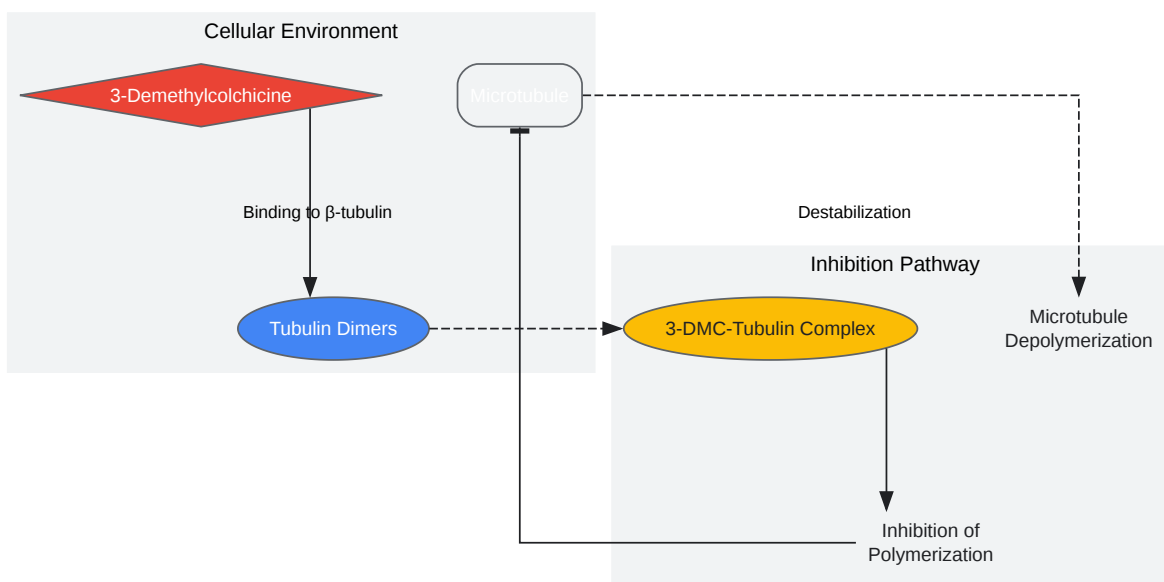 Cellular Environment
3-Demethylcolchicine
Microtubule
Binding to β-tubulin
Destabilization
Inhibition Pathway
Tubulin Dimers
3-DMC-Tubulin Complex
Microtubule
Depolymerization
Inhibition of
Polymerization